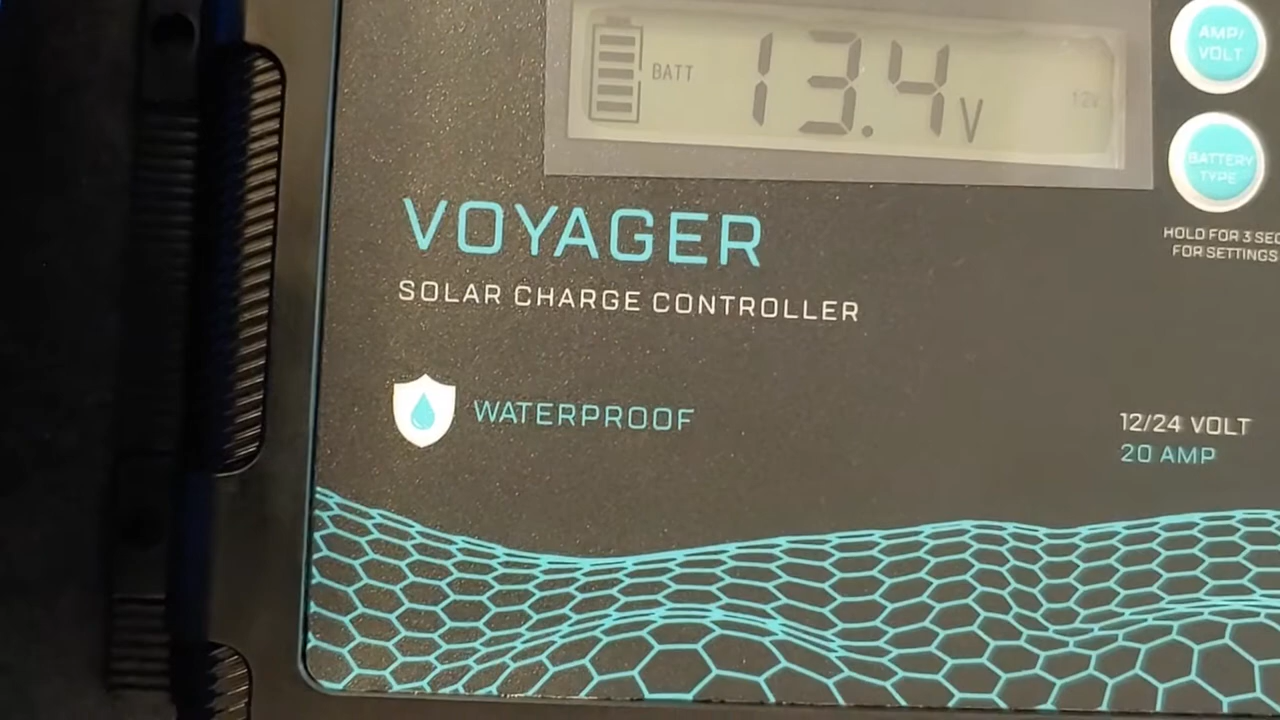 BATT 13.4 V 12V
AMP/
VOLT
BATTERY
TYPE
HOLD FOR 3 SEC
FOR SETTINGS
VOYAGER
SOLAR CHARGE CONTROLLER
WATERPROOF
12/24 VOLT
20 AMP